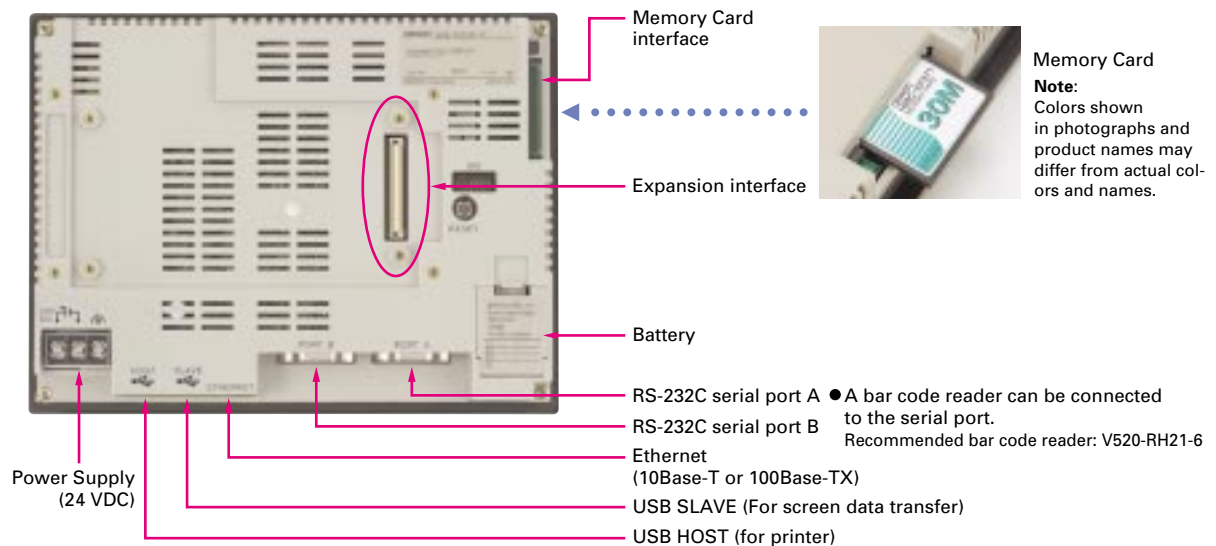 Memory Card
interface
Memory Card
Note:
Colors shown
in photographs and
product names may
differ from actual col-
ors and names.
30M
Expansion interface
RESET
Battery
PORT B
PORT A
HOST
SLAVE
ETHERNET
RS-232C serial port A ●A bar code reader can be connected
to the serial port.
RS-232C serial port B
Recommended bar code reader: V520-RH21-6
Ethernet
(10Base-T or 100Base-TX)
Power Supply
(24 VDC)
USB SLAVE (For screen data transfer)
USB HOST (for printer)